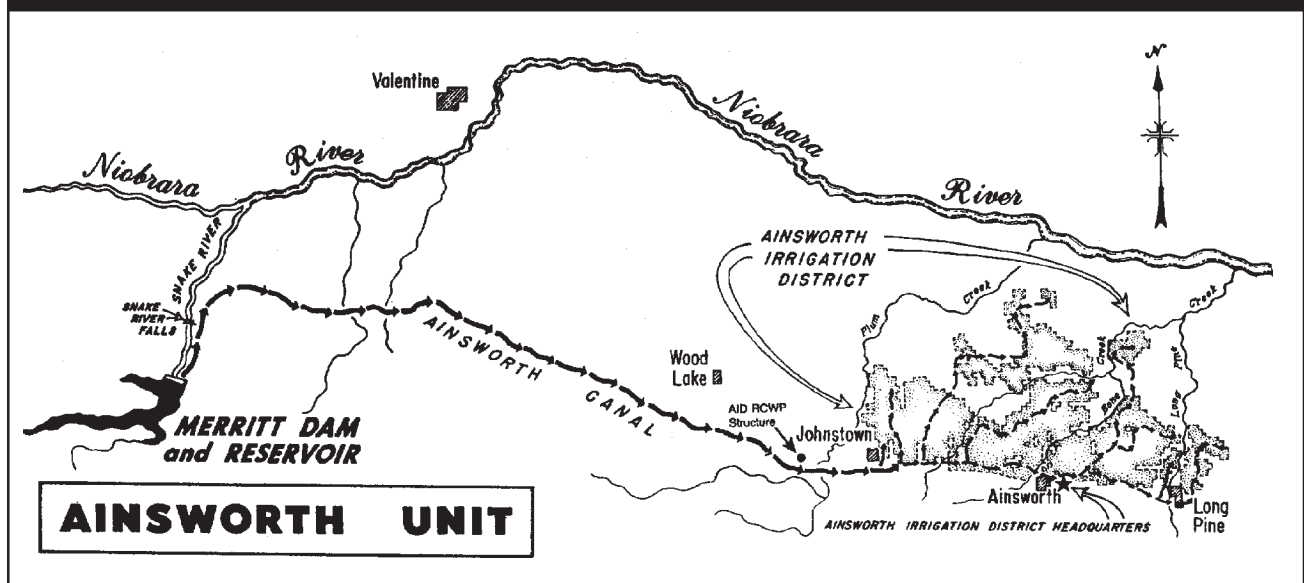 N
Valentine
Niobrara
River
Niobrara
River
SNAKE RIVER
SNAKE
RIVER
FALLS
AINSWORTH
IRRIGATION
DISTRICT
Plum
Creek
Creek
Creek
Bone
Long Pine
AINSWORTH
CANAL
Wood
Lake
AID RCWP
Structure
Johnstown
MERRITT DAM
and RESERVOIR
Ainsworth
Long
Pine
AINSWORTH IRRIGATION DISTRICT HEADQUARTERS
AINSWORTH UNIT